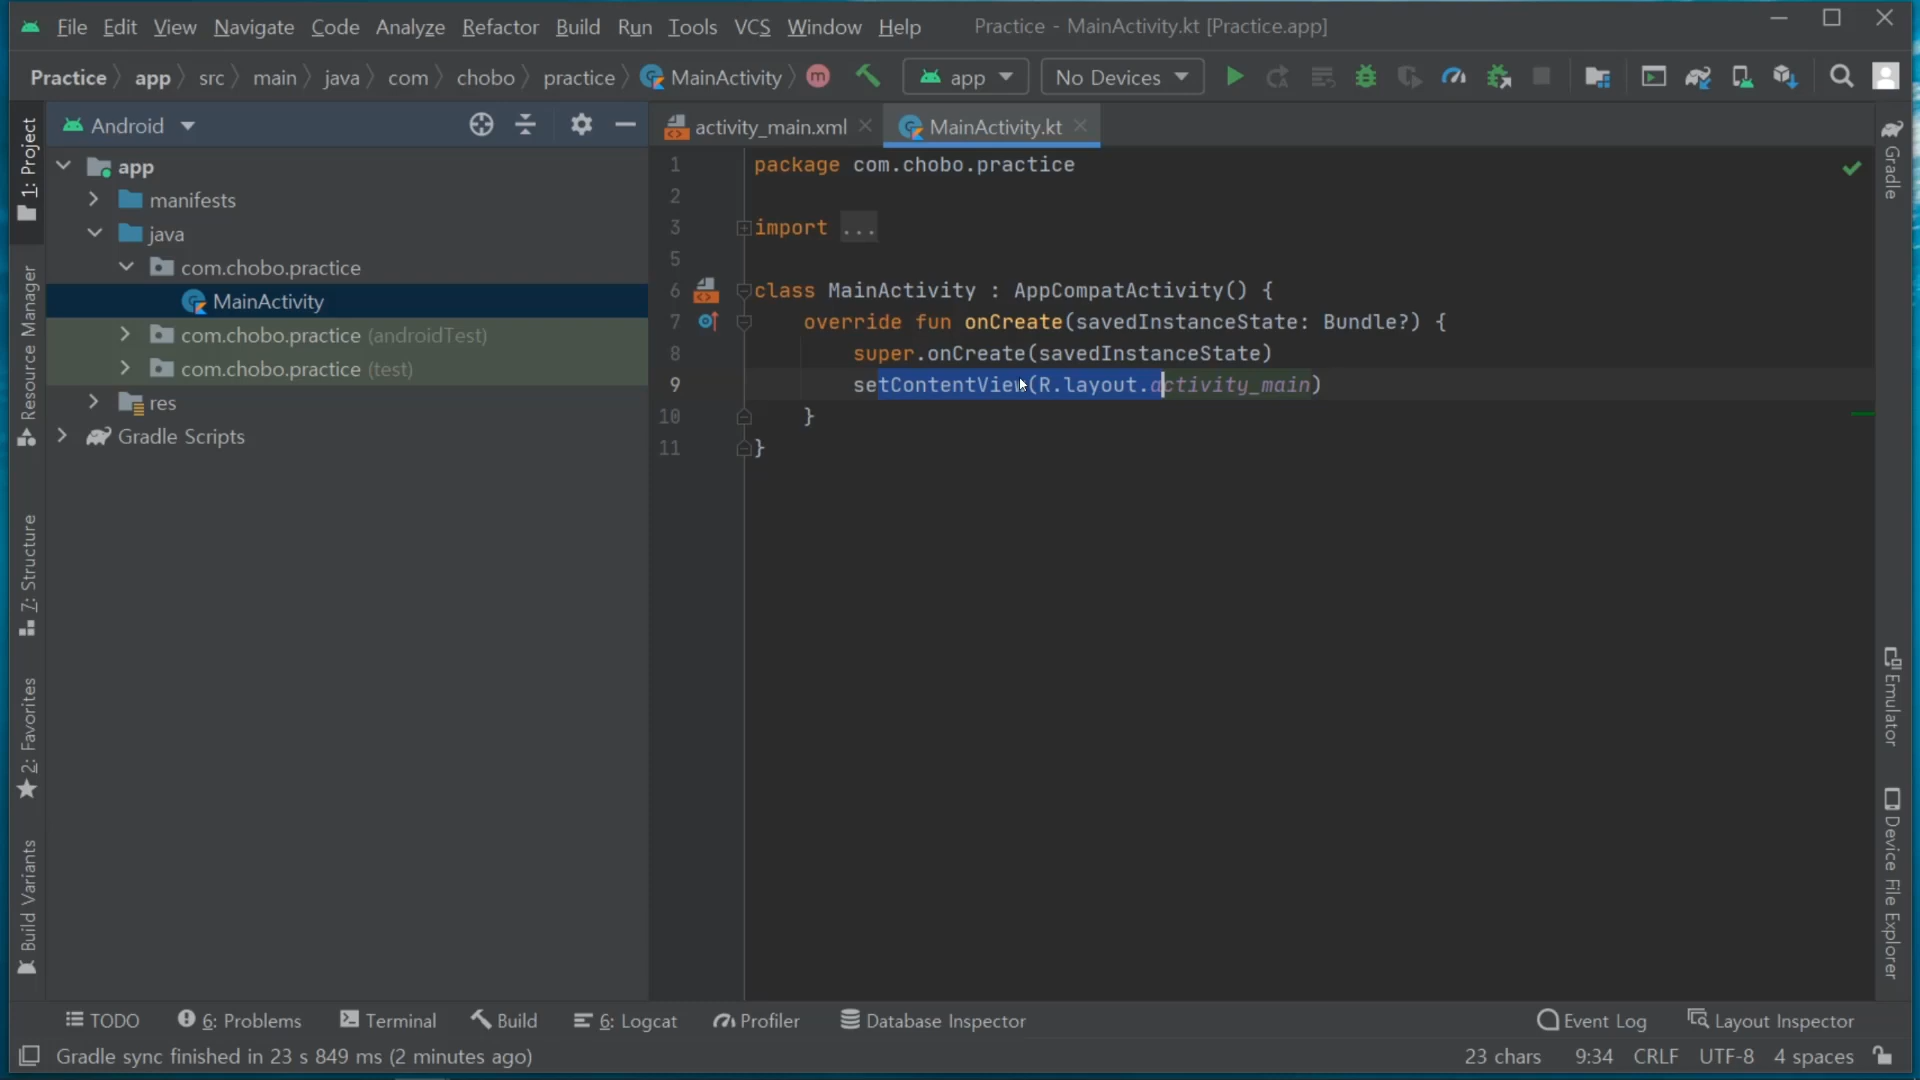 File Edit View Navigate Code Analyze Refactor Build Run Tools VCS Window Help Practice - MainActivity.kt [Practice.app]
Practice app src main java com chobo practice MainActivity m app No Devices
1: Project
Resource Manager
7: Structure
2: Favorites
Build Variants
Android
app
manifests
java
com.chobo.practice
MainActivity
com.chobo.practice (androidTest)
com.chobo.practice (test)
res
Gradle Scripts
activity_main.xml MainActivity.kt
1 package com.chobo.practice
2
3 import ...
5
6 class MainActivity : AppCompatActivity() {
7 override fun onCreate(savedInstanceState: Bundle?) {
8 super.onCreate(savedInstanceState)
9 setContentView(R.layout.activity_main)
10 }
11 }
Gradle
Emulator
Device File Explorer
TODO 6: Problems Terminal Build 6: Logcat Profiler Database Inspector Event Log Layout Inspector
Gradle sync finished in 23 s 849 ms (2 minutes ago) 23 chars 9:34 CRLF UTF-8 4 spaces